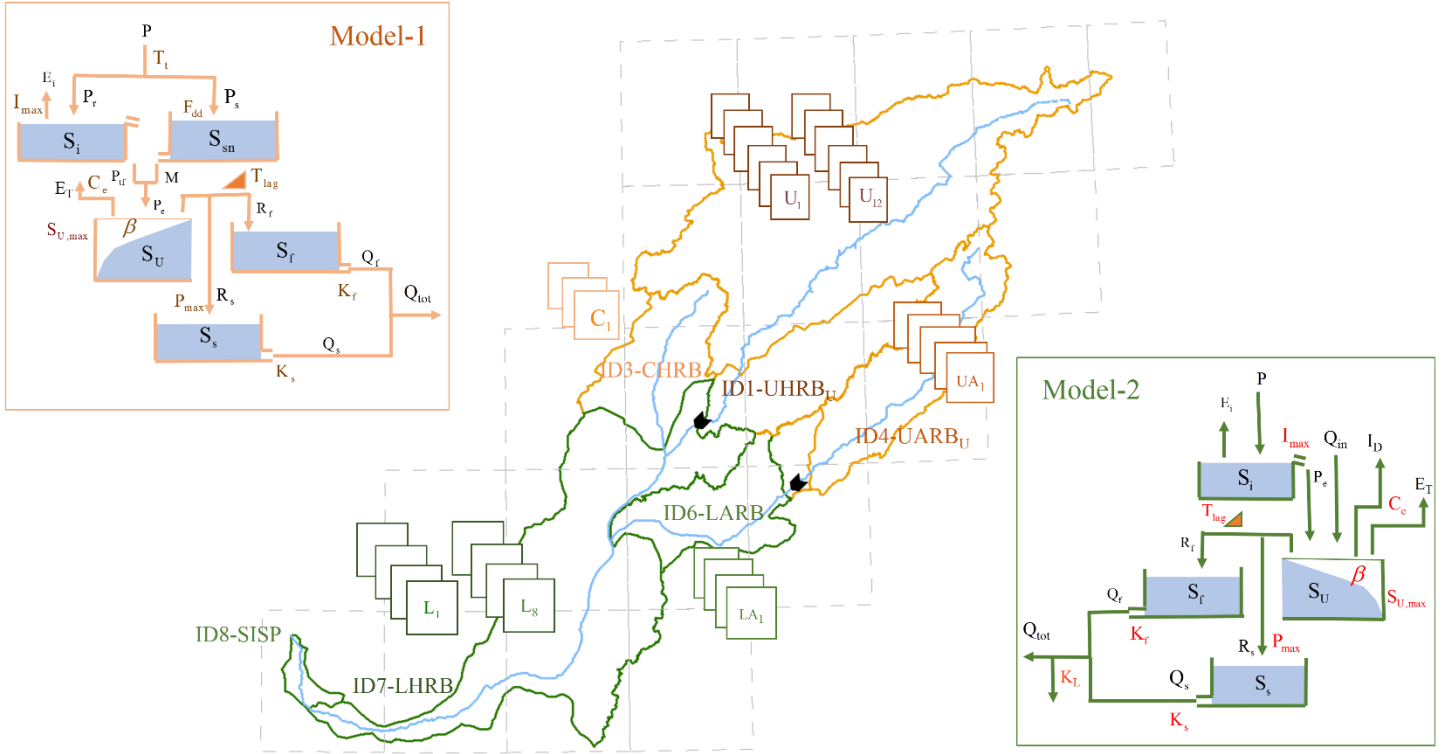 Model-1
P
T_t
E_i
I_max
P_r
P_s
F_dd
S_i
S_sn
P_tf
M
T_lag
E_T
C_e
P_e
R_f
S_U,max
β
S_U
S_f
Q_f
K_f
Q_tot
P_max
R_s
S_s
Q_s
K_s
U_1
U_12
C_1
UA_1
ID3-CHRB
ID1-UHRB_U
ID4-UARB_U
ID6-LARB
L_1
L_8
LA_1
ID8-SISP
ID7-LHRB
Model-2
P
E_i
I_max
Q_in
I_D
S_i
P_e
E_T
C_e
T_lag
R_f
β
S_f
S_U
S_U,max
Q_f
K_f
Q_tot
R_s
P_max
K_L
Q_s
S_s
K_s